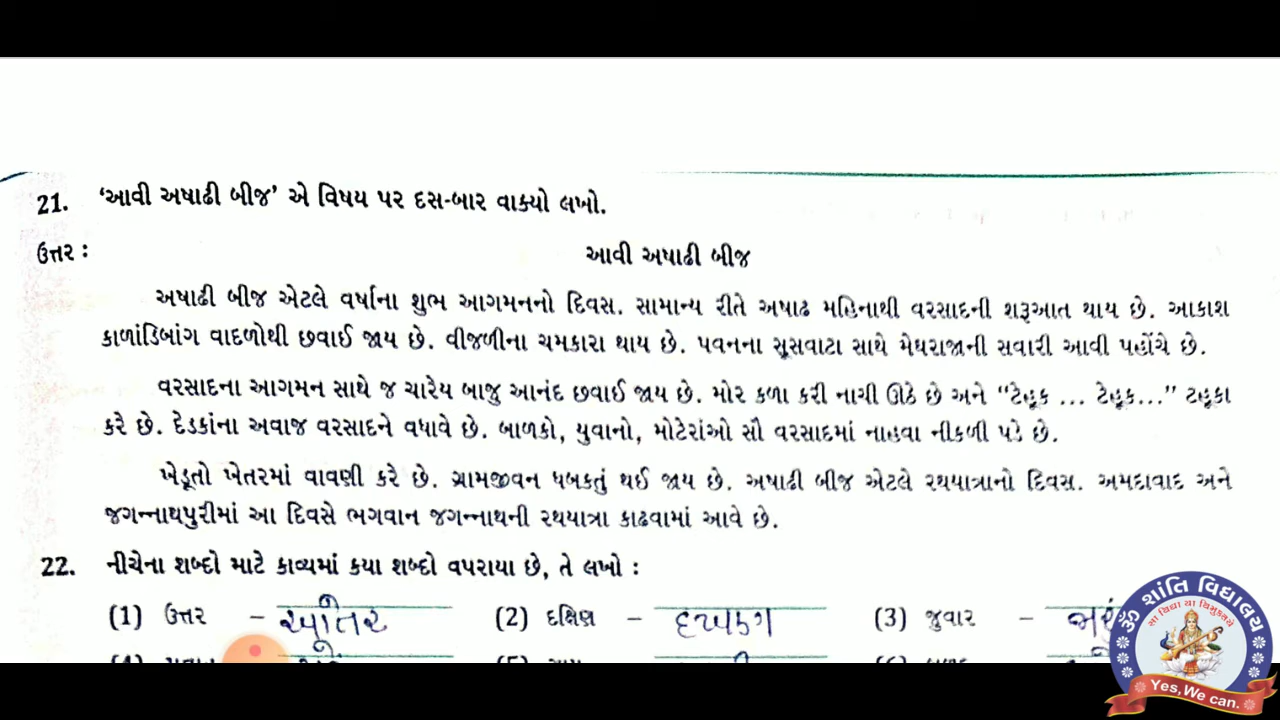 21. 'આવી અષાઢી બીજ' એ વિષય પર દસ-બાર વાક્યો લખો.
ઉત્તર :
આવી અષાઢી બીજ
અષાઢી બીજ એટલે વર્ષાના શુભ આગમનનો દિવસ. સામાન્ય રીતે અષાઢ મહિનાથી વરસાદની શરૂઆત થાય છે. આકાશ
કાળાંડિબાંગ વાદળોથી છવાઈ જાય છે. વીજળીના ચમકારા થાય છે. પવનના સૂસવાટા સાથે મેઘરાજાની સવારી આવી પહોંચે છે.
વરસાદના આગમન સાથે જ ચારેય બાજુ આનંદ છવાઈ જાય છે. મોર કળા કરી નાચી ઊઠે છે અને “ટેહૂક ... ટેહૂક...” ટહૂકા
કરે છે. દેડકાંના અવાજ વરસાદને વધાવે છે. બાળકો, યુવાનો, મોટેરાંઓ સૌ વરસાદમાં નાહવા નીકળી પડે છે.
ખેડૂતો ખેતરમાં વાવણી કરે છે. ગ્રામજીવન ધબકતું થઈ જાય છે. અષાઢી બીજ એટલે રથયાત્રાનો દિવસ. અમદાવાદ અને
જગન્નાથપુરીમાં આ દિવસે ભગવાન જગન્નાથની રથયાત્રા કાઢવામાં આવે છે.
22. નીચેના શબ્દો માટે કાવ્યમાં કયા શબ્દો વપરાયા છે, તે લખો :
(1) ઉત્તર – ઓતર (2) દક્ષિણ – દખ્ખણ (3) જુવાર –
ૐ શાંતિ વિદ્યાલય
સા વિદ્યા યા વિમુક્તયે
Yes, We can.